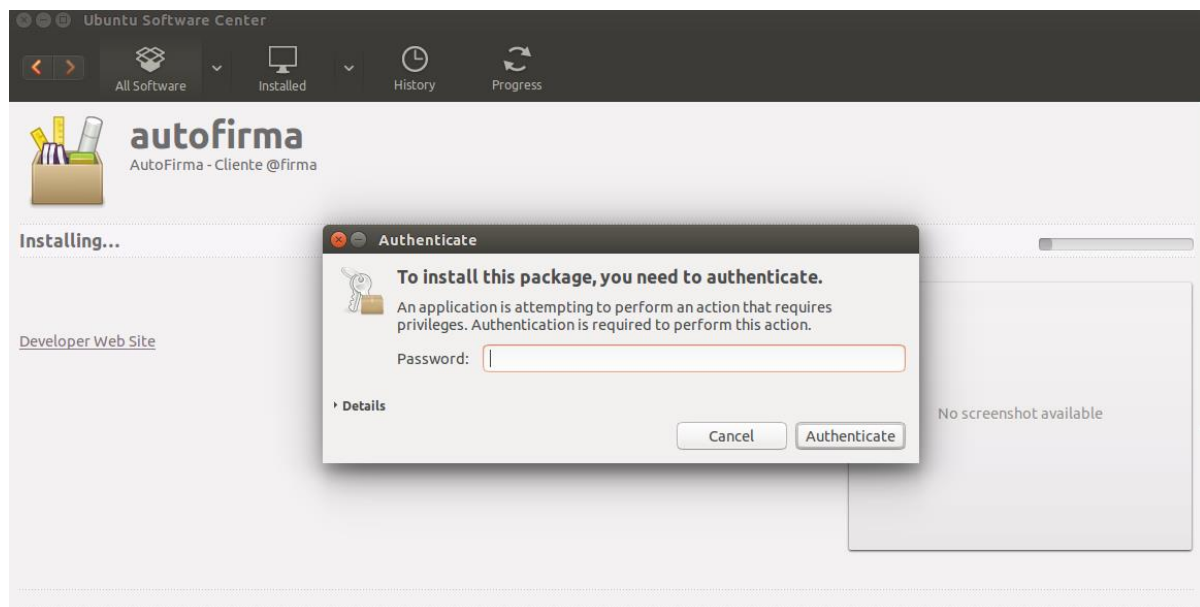 Ubuntu Software Center
All Software
Installed
History
Progress
autofirma
AutoFirma - Cliente @firma
Installing...
Authenticate
To install this package, you need to authenticate.
An application is attempting to perform an action that requires
privileges. Authentication is required to perform this action.
Password:
Details
Cancel
Authenticate
Developer Web Site
No screenshot available